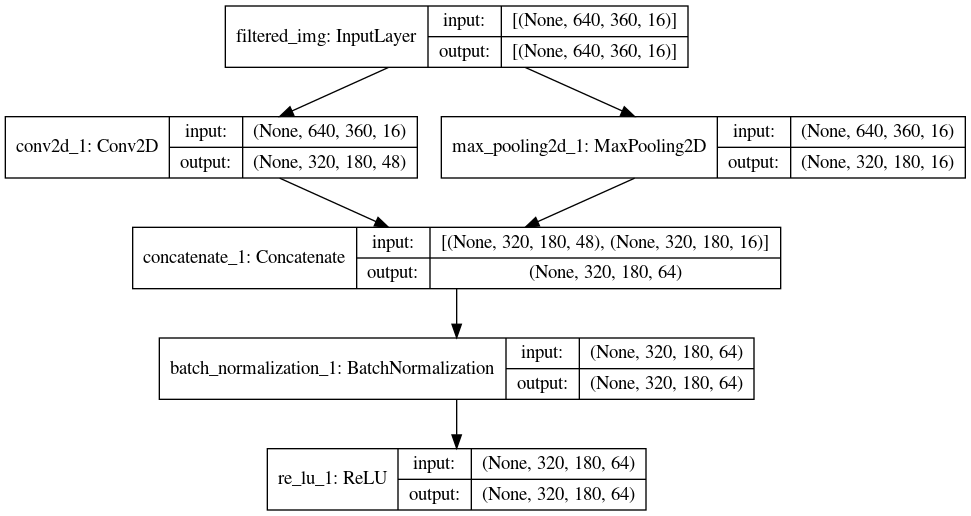 filtered_img: InputLayer
input: [(None, 640, 360, 16)]
output: [(None, 640, 360, 16)]
conv2d_1: Conv2D
input: (None, 640, 360, 16)
output: (None, 320, 180, 48)
max_pooling2d_1: MaxPooling2D
input: (None, 640, 360, 16)
output: (None, 320, 180, 16)
concatenate_1: Concatenate
input: [(None, 320, 180, 48), (None, 320, 180, 16)]
output: (None, 320, 180, 64)
batch_normalization_1: BatchNormalization
input: (None, 320, 180, 64)
output: (None, 320, 180, 64)
re_lu_1: ReLU
input: (None, 320, 180, 64)
output: (None, 320, 180, 64)